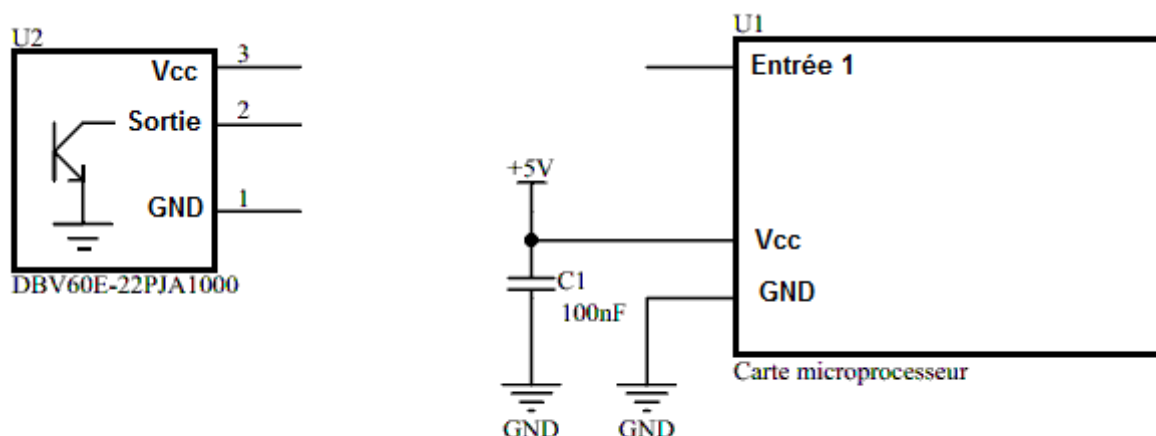 U2
Vcc
3
Sortie
2
GND
1
DBV60E-22PJA1000
U1
Entrée 1
+5V
Vcc
C1
100nF
GND
Carte microprocesseur
GND
GND